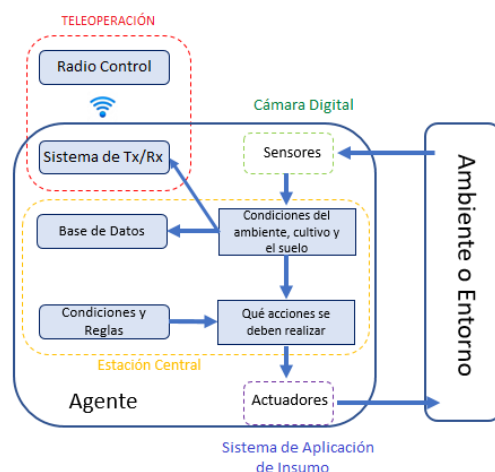 TELEOPERACIÓN
Radio Control
Cámara Digital
Sistema de Tx/Rx
Sensores
Base de Datos
Condiciones del
ambiente, cultivo y
el suelo
Condiciones y
Reglas
Qué acciones se
deben realizar
Estación Central
Agente
Actuadores
Sistema de Aplicación
de Insumo
Ambiente o Entorno